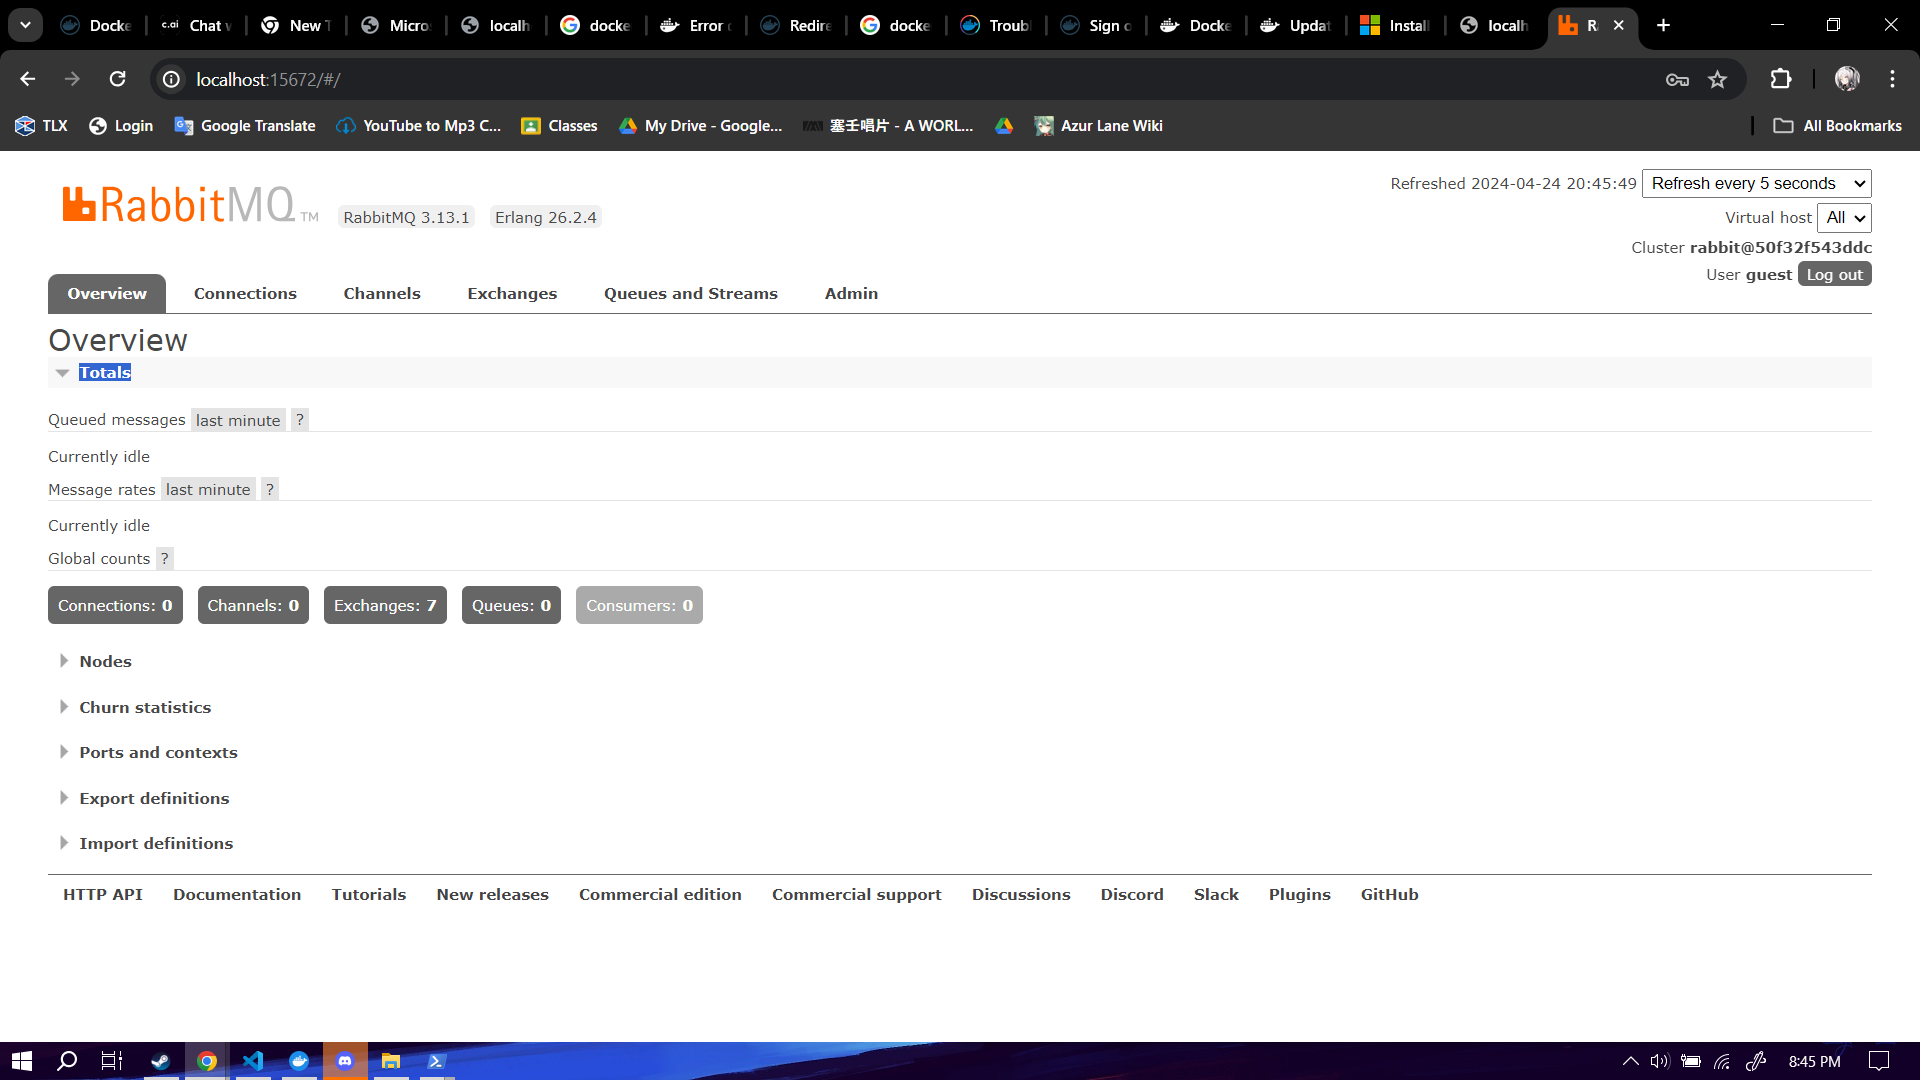 Docke
c.ai Chat w
New T
Micros
localh
docke
Error c
Redire
docke
Troubl
Sign o
Docke
Updat
Install
localh
Ra
localhost:15672/#/
TLX
Login
Google Translate
YouTube to Mp3 C...
Classes
My Drive - Google...
塞壬唱片 - A WORL...
Azur Lane Wiki
All Bookmarks
RabbitMQ TM
RabbitMQ 3.13.1
Erlang 26.2.4
Refreshed 2024-04-24 20:45:49 Refresh every 5 seconds
Virtual host All
Cluster rabbit@50f32f543ddc
User guest Log out
Overview
Connections
Channels
Exchanges
Queues and Streams
Admin
Overview
Totals
Queued messages last minute ?
Currently idle
Message rates last minute ?
Currently idle
Global counts ?
Connections: 0
Channels: 0
Exchanges: 7
Queues: 0
Consumers: 0
Nodes
Churn statistics
Ports and contexts
Export definitions
Import definitions
HTTP API
Documentation
Tutorials
New releases
Commercial edition
Commercial support
Discussions
Discord
Slack
Plugins
GitHub
8:45 PM